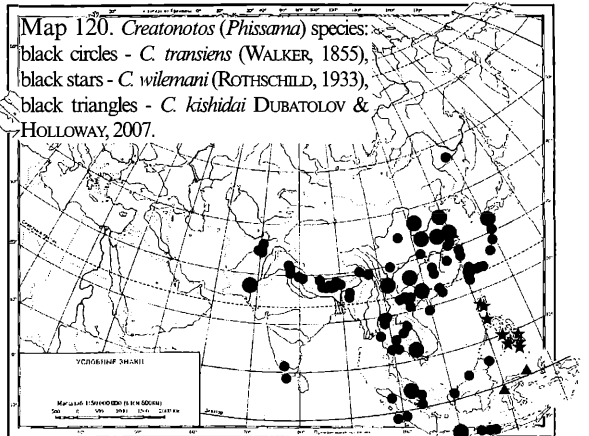 Map 120. Creatonotos (Phissama) species:
black circles - C. transiens (WALKER, 1855),
black stars - C. wilemani (ROTHSCHILD, 1933),
black triangles - C. kishidai DUBATOLOV &
HOLLOWAY, 2007.
УСЛОВНЫЕ ЗНАКИ